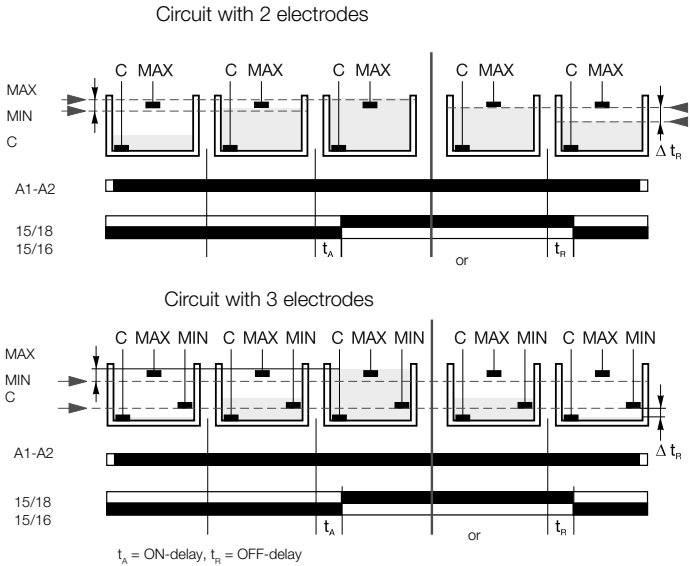 Circuit with 2 electrodes
C MAX C MAX C MAX C MAX C MAX
MAX
MIN
C
Δ tR
A1-A2
15/18
15/16
tA
or
tR
Circuit with 3 electrodes
C MAX MIN C MAX MIN C MAX MIN C MAX MIN C MAX MIN
MAX
MIN
C
Δ tR
A1-A2
15/18
15/16
tA
or
tR
tA = ON-delay, tR = OFF-delay